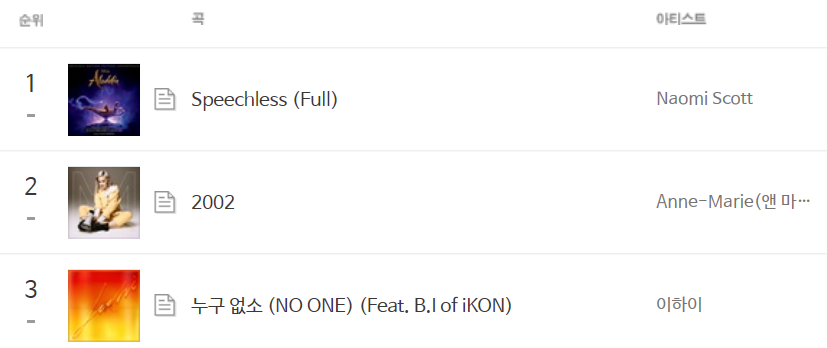 순위 곡 아티스트
1 Speechless (Full) Naomi Scott
Aladdin
2 2002 Anne-Marie(앤 마···
3 누구 없소 (NO ONE) (Feat. B.I of iKON) 이하이